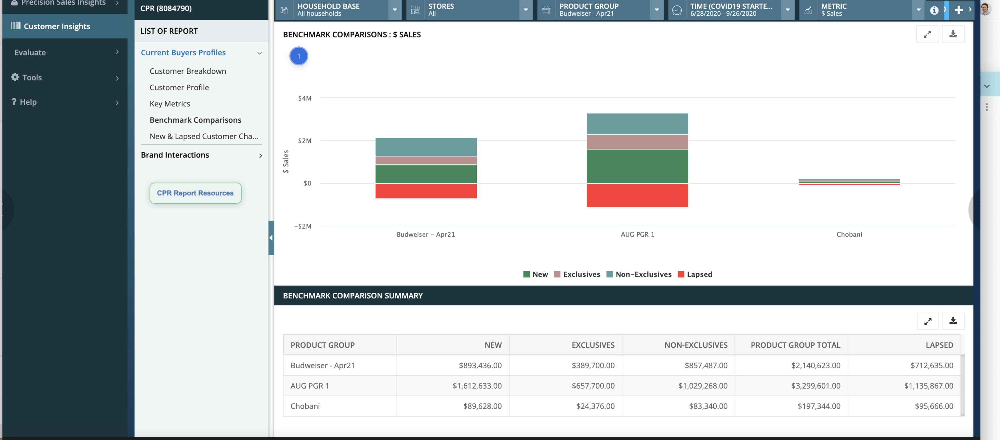 Precision Sales Insights
Customer Insights
Evaluate
Tools
? Help
CPR (8084790)
LIST OF REPORT
Current Buyers Profiles
Customer Breakdown
Customer Profile
Key Metrics
Benchmark Comparisons
New & Lapsed Customer Cha...
Brand Interactions
CPR Report Resources
HOUSEHOLD BASE
All households
STORES
All
PRODUCT GROUP
Budweiser - Apr21
TIME (COVID19 STARTE...
6/28/2020 - 9/26/2020
METRIC
$ Sales
BENCHMARK COMPARISONS : $ SALES
1
$ Sales
$4M
$2M
$0
−$2M
Budweiser – Apr21 AUG PGR 1 Chobani
New Exclusives Non-Exclusives Lapsed
BENCHMARK COMPARISON SUMMARY
PRODUCT GROUP NEW EXCLUSIVES NON-EXCLUSIVES PRODUCT GROUP TOTAL LAPSED
Budweiser - Apr21 $893,436.00 $389,700.00 $857,487.00 $2,140,623.00 $712,635.00
AUG PGR 1 $1,612,633.00 $657,700.00 $1,029,268.00 $3,299,601.00 $1,135,867.00
Chobani $89,628.00 $24,376.00 $83,340.00 $197,344.00 $95,666.00